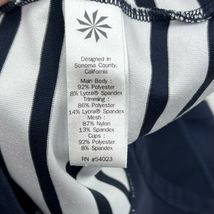 Designed in
Sonoma County,
California
Main Body :
92% Polyester
8% Lycra® Spandex
Trimming :
86% Polyester
14% Lycra® Spandex
Mesh :
87% Nylon
13% Spandex
Cups :
92% Polyester
8% Spandex
RN #54023